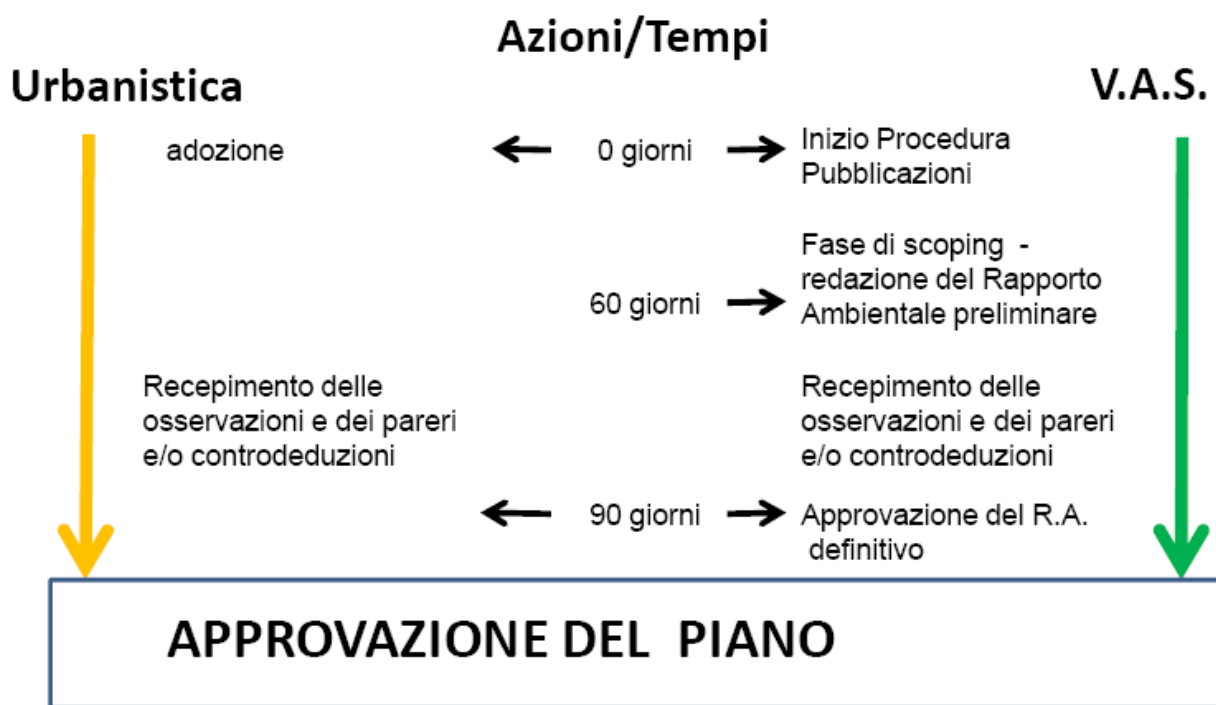 Azioni/Tempi
Urbanistica
V.A.S.
adozione
0 giorni
Inizio Procedura
Pubblicazioni
60 giorni
Fase di scoping -
redazione del Rapporto
Ambientale preliminare
Recepimento delle
osservazioni e dei pareri
e/o controdeduzioni
Recepimento delle
osservazioni e dei pareri
e/o controdeduzioni
90 giorni
Approvazione del R.A.
definitivo
APPROVAZIONE DEL PIANO